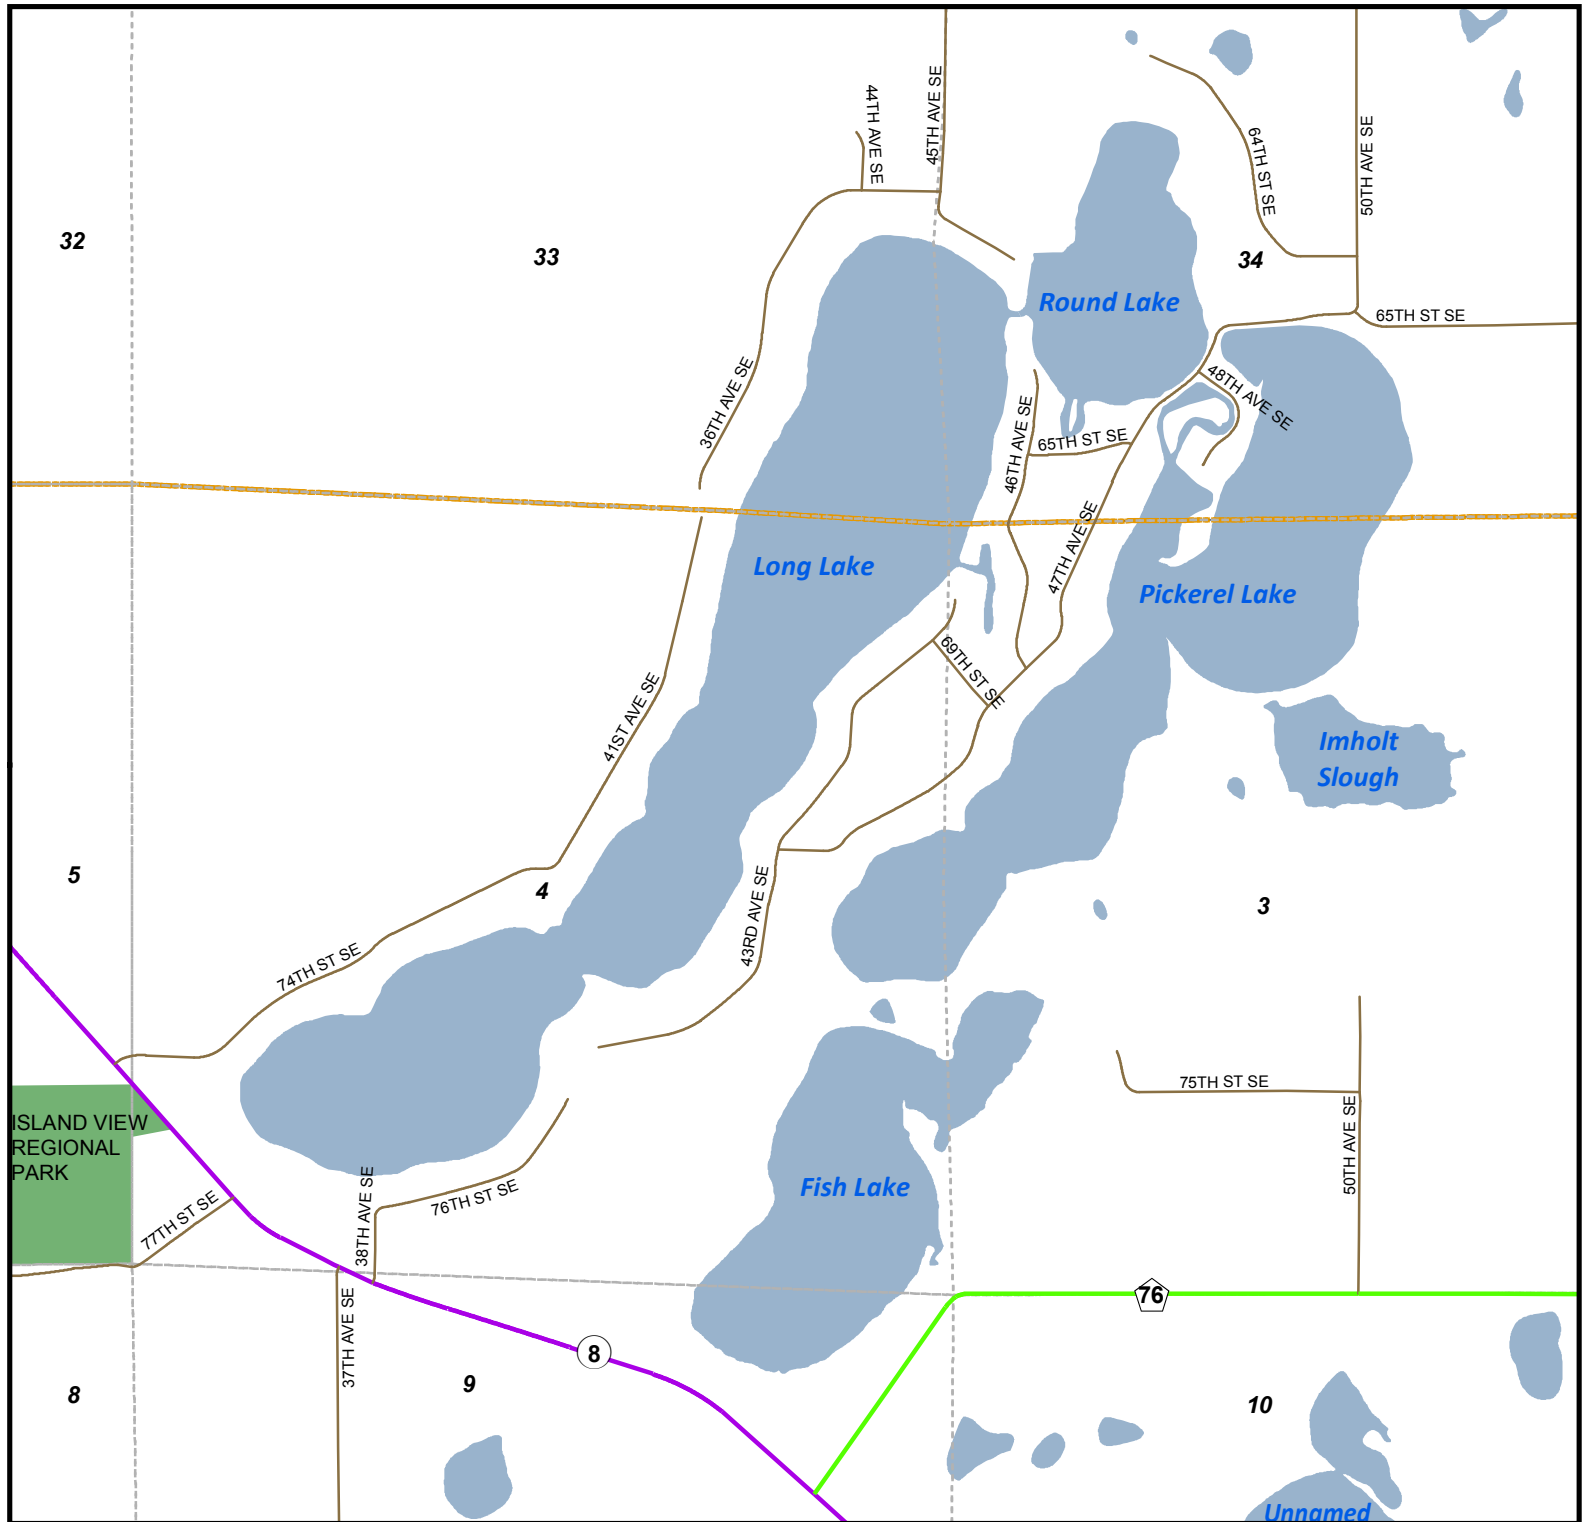 44TH AVE SE
45TH AVE SE
64TH ST SE
50TH AVE SE
32
33
34
Round Lake
65TH ST SE
36TH AVE SE
48TH AVE SE
46TH AVE SE
65TH ST SE
47TH AVE SE
Long Lake
Pickerel Lake
69TH ST SE
41ST AVE SE
Imholt
Slough
5
4
3
43RD AVE SE
74TH ST SE
75TH ST SE
50TH AVE SE
ISLAND VIEW
REGIONAL
PARK
Fish Lake
76TH ST SE
38TH AVE SE
77TH ST SE
76
37TH AVE SE
8
8
9
10
Unnamed